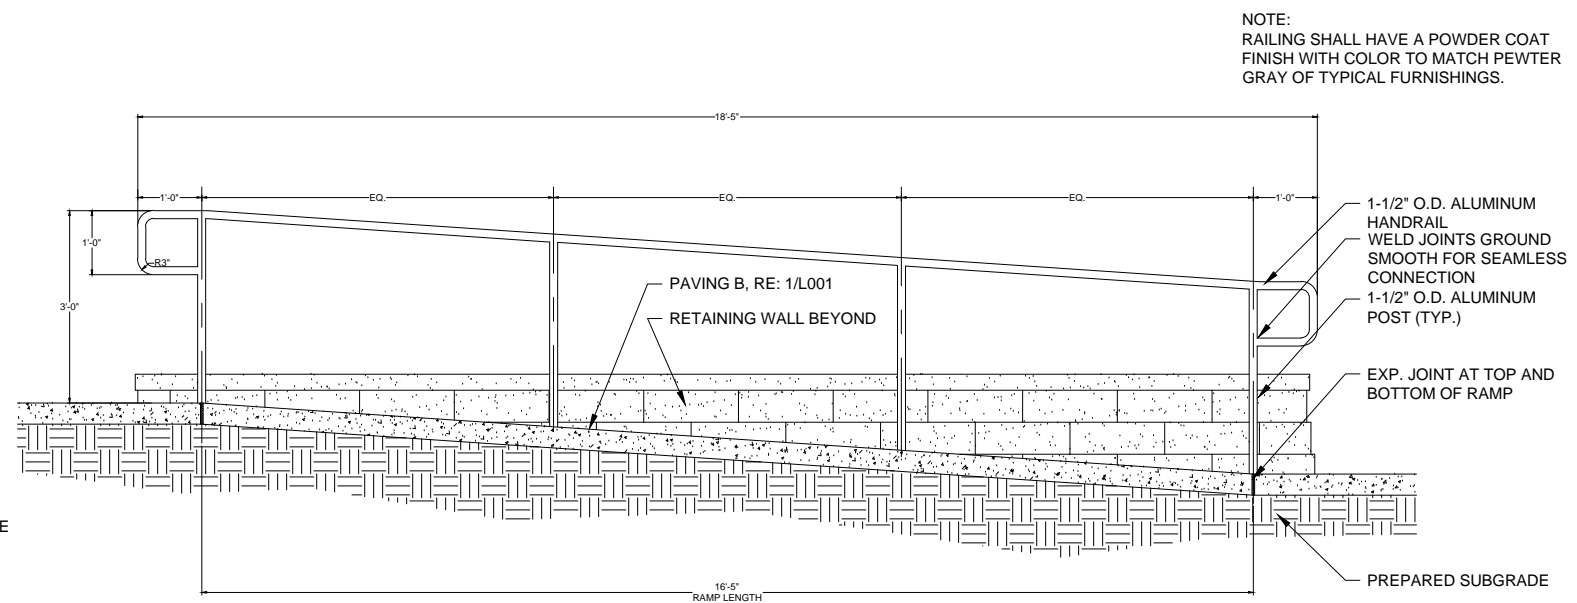 NOTE:
RAILING SHALL HAVE A POWDER COAT
FINISH WITH COLOR TO MATCH PEWTER
GRAY OF TYPICAL FURNISHINGS.
18'-5"
1'-0"
EQ.
EQ.
EQ.
1'-0"
1'-0"
R3"
3'-0"
1-1/2" O.D. ALUMINUM
HANDRAIL
WELD JOINTS GROUND
SMOOTH FOR SEAMLESS
CONNECTION
1-1/2" O.D. ALUMINUM
POST (TYP.)
PAVING B, RE: 1/L001
RETAINING WALL BEYOND
EXP. JOINT AT TOP AND
BOTTOM OF RAMP
E
16'-5"
RAMP LENGTH
PREPARED SUBGRADE